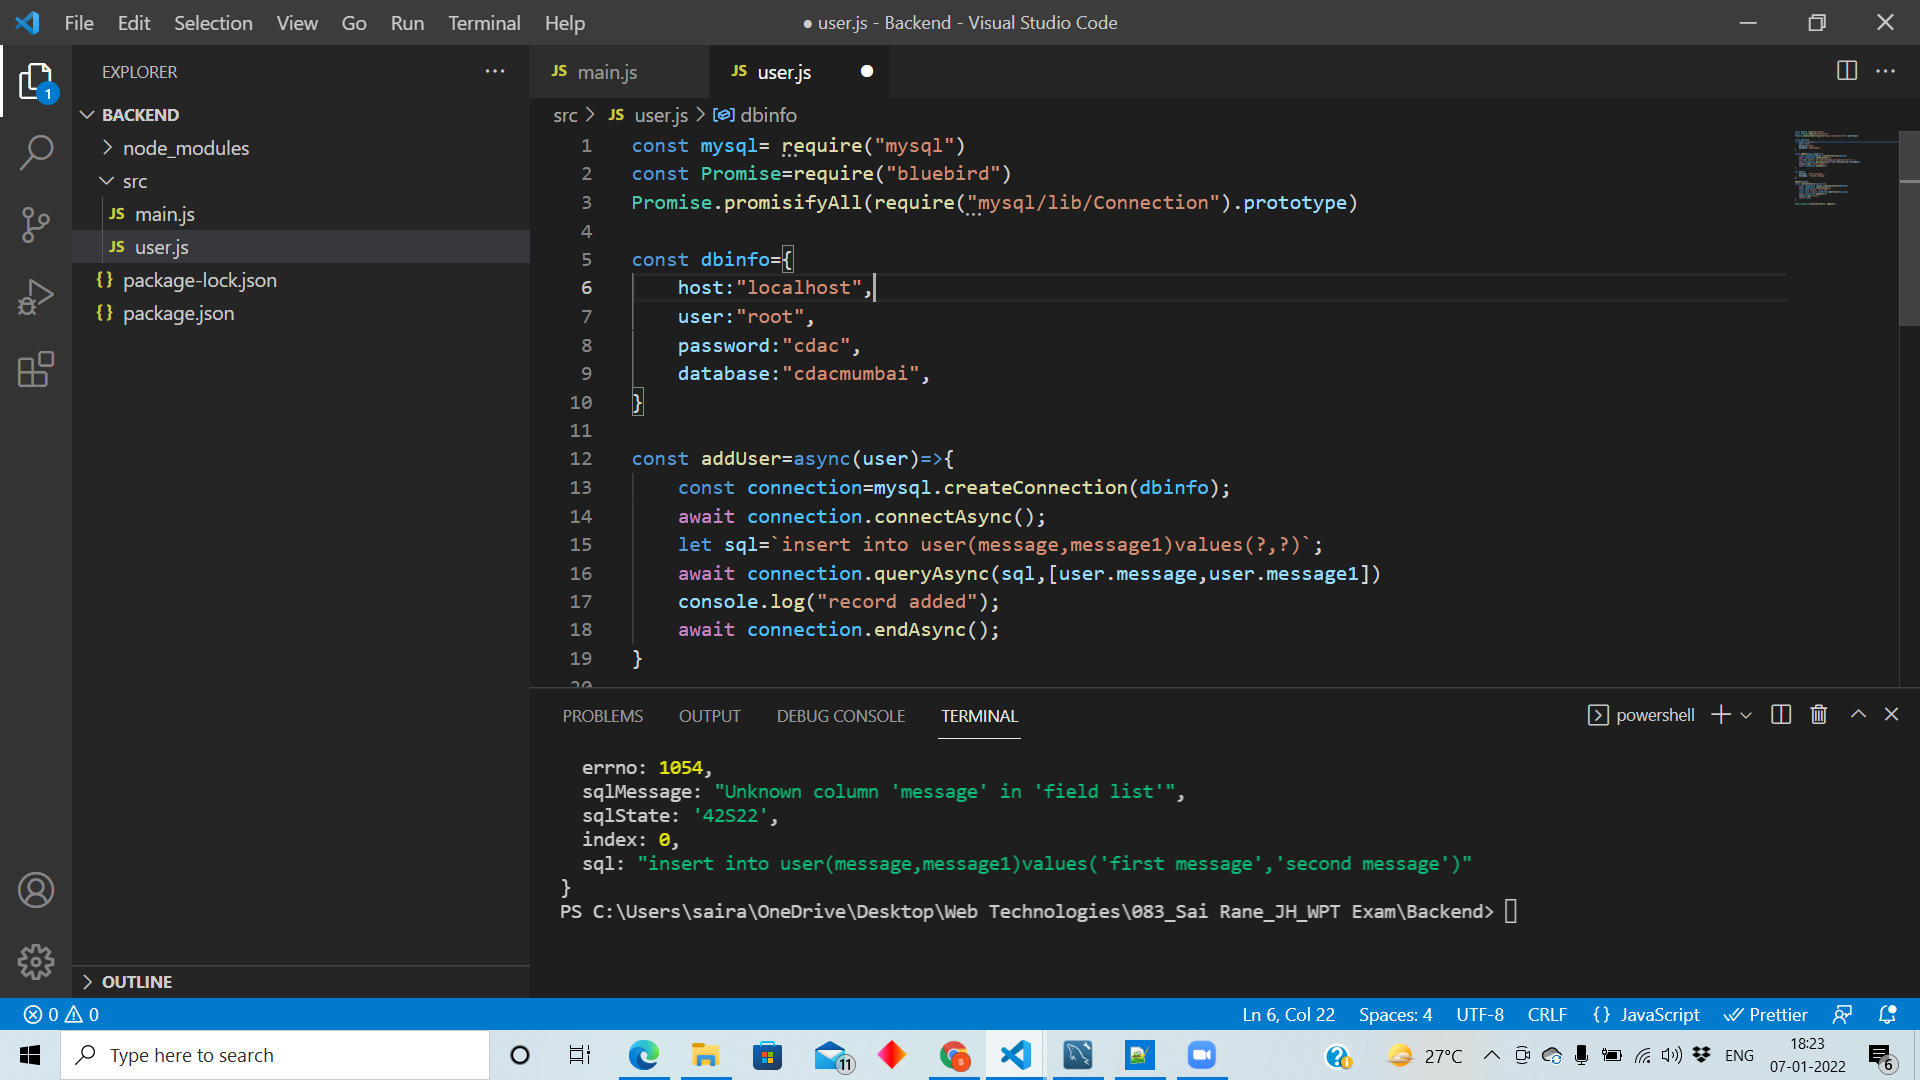 File Edit Selection View Go Run Terminal Help
● user.js - Backend - Visual Studio Code
EXPLORER
BACKEND
node_modules
src
JS main.js
JS user.js
{} package-lock.json
{} package.json
OUTLINE
1
JS main.js
JS user.js
src > JS user.js > dbinfo
1 const mysql= require("mysql")
2 const Promise=require("bluebird")
3 Promise.promisifyAll(require("mysql/lib/Connection").prototype)
4
5 const dbinfo={
6 host:"localhost",
7 user:"root",
8 password:"cdac",
9 database:"cdacmumbai",
10 }
11
12 const addUser=async(user)=>{
13 const connection=mysql.createConnection(dbinfo);
14 await connection.connectAsync();
15 let sql=`insert into user(message,message1)values(?,?)`;
16 await connection.queryAsync(sql,[user.message,user.message1])
17 console.log("record added");
18 await connection.endAsync();
19 }
20
PROBLEMS OUTPUT DEBUG CONSOLE TERMINAL
powershell
errno: 1054,
sqlMessage: "Unknown column 'message' in 'field list'",
sqlState: '42S22',
index: 0,
sql: "insert into user(message,message1)values('first message','second message')"
}
PS C:\Users\saira\OneDrive\Desktop\Web Technologies\083_Sai Rane_JH_WPT Exam\Backend>
0 0
Ln 6, Col 22 Spaces: 4 UTF-8 CRLF {} JavaScript Prettier
Type here to search
11
27°C
ENG
18:23
07-01-2022
6